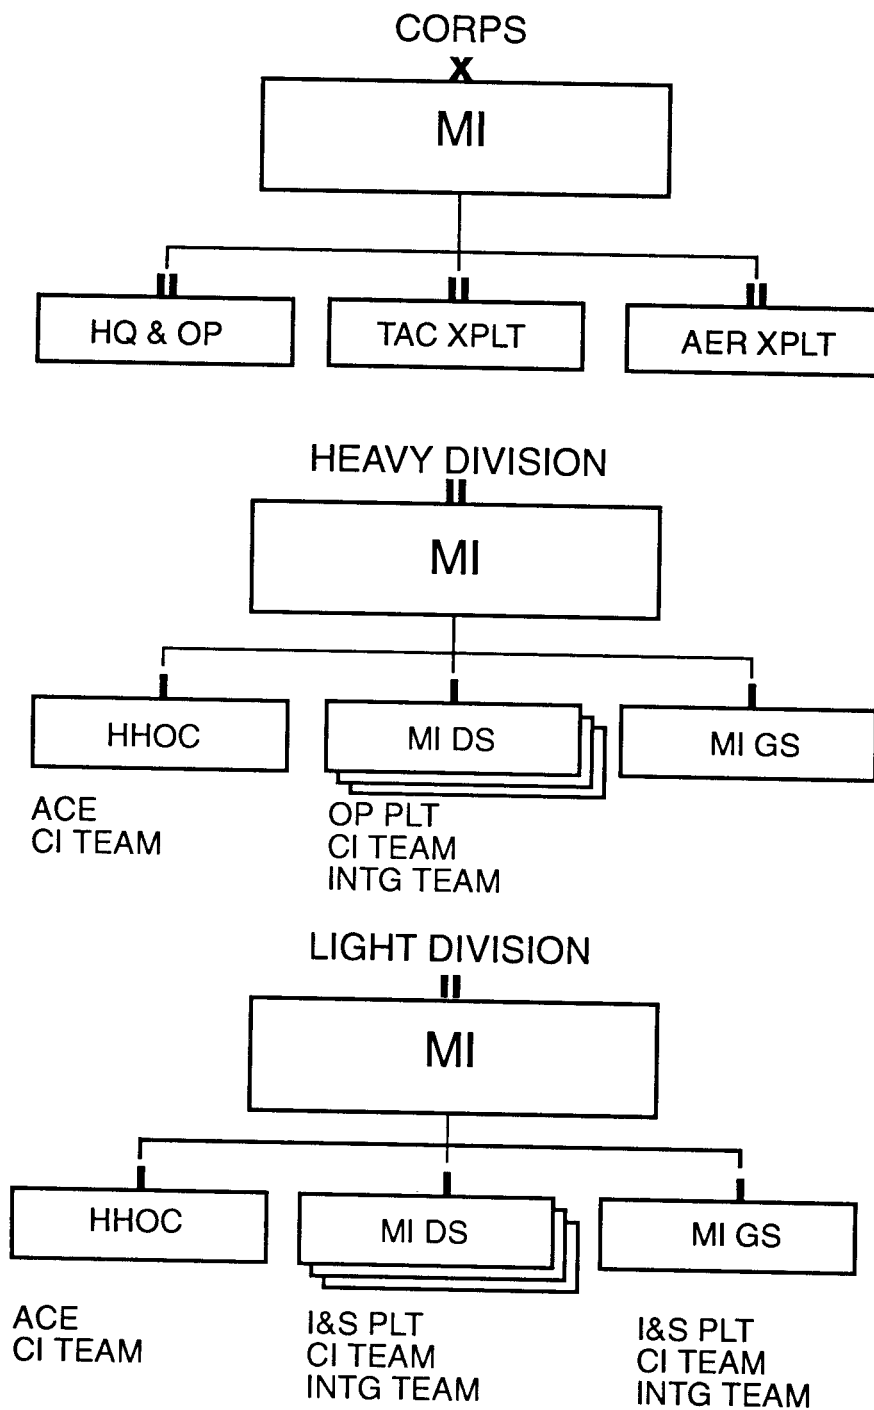 CORPS
X
MI
II II II
HQ & OP TAC XPLT AER XPLT
HEAVY DIVISION
II
MI
I I I
HHOC MI DS MI GS
ACE
CI TEAM
OP PLT
CI TEAM
INTG TEAM
LIGHT DIVISION
II
MI
I I I
HHOC MI DS MI GS
ACE
CI TEAM
I&S PLT
CI TEAM
INTG TEAM
I&S PLT
CI TEAM
INTG TEAM